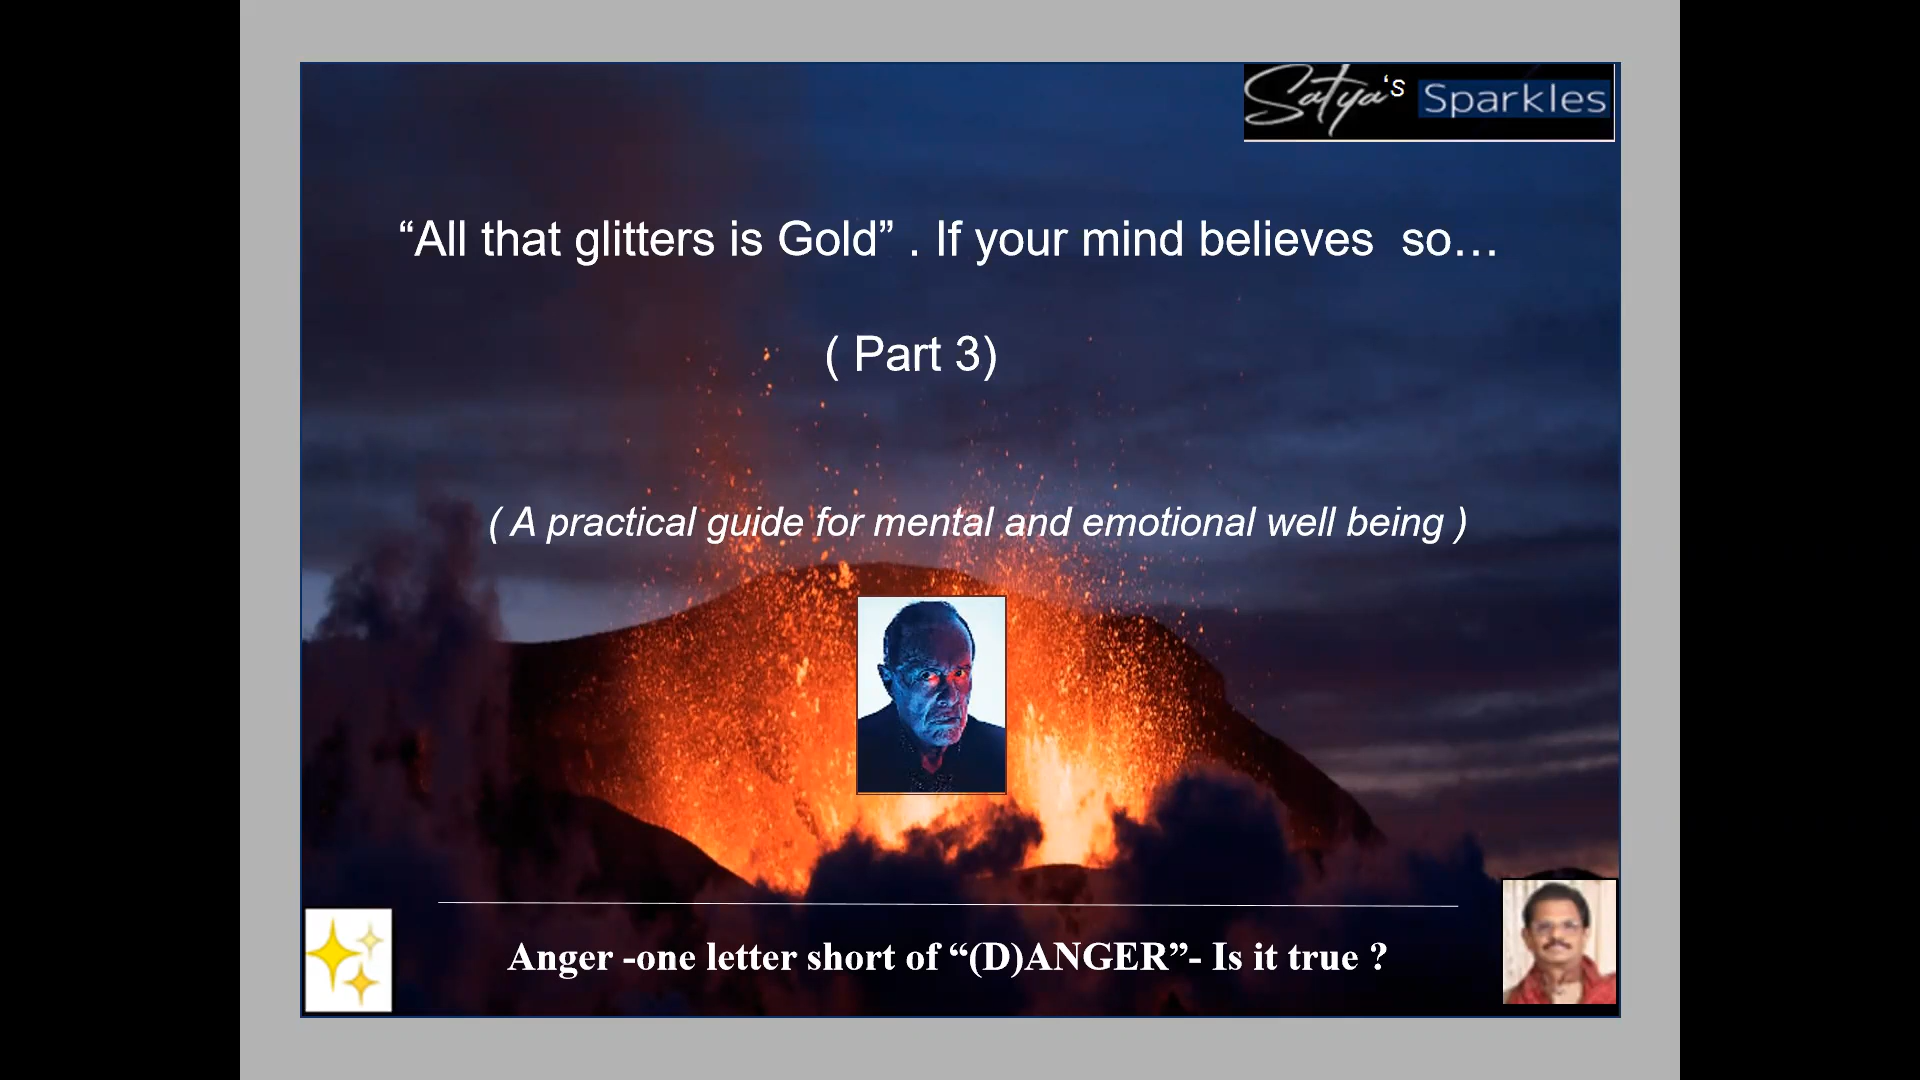 Satya's Sparkles
“All that glitters is Gold” . If your mind believes  so…
( Part 3)
( A practical guide for mental and emotional well being )
Anger -one letter short of “(D)ANGER”- Is it true ?